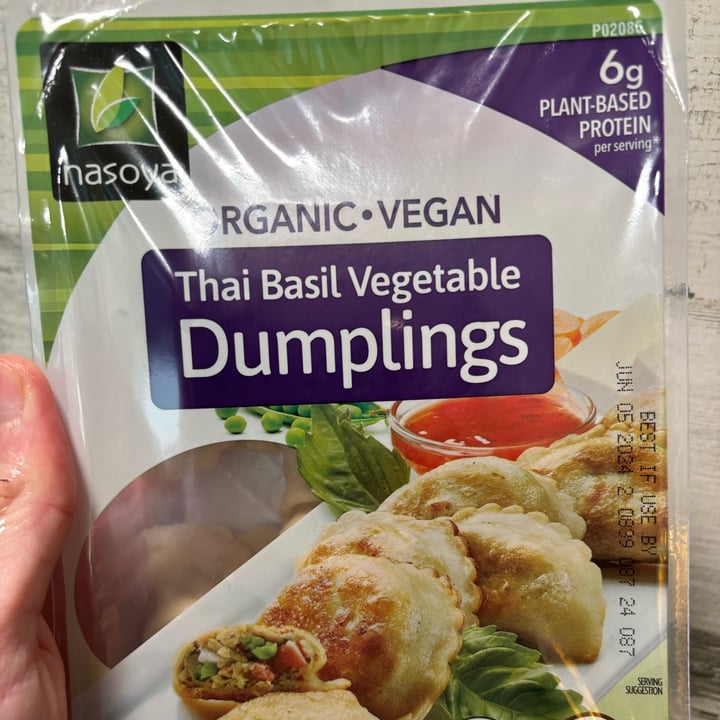 P02086
6g
PLANT-BASED
PROTEIN
per serving*
nasoya
ORGANIC • VEGAN
Thai Basil Vegetable
Dumplings
BEST IF USE BY
JUN 05 2024 2 0809 087 24 087
SERVING
SUGGESTION